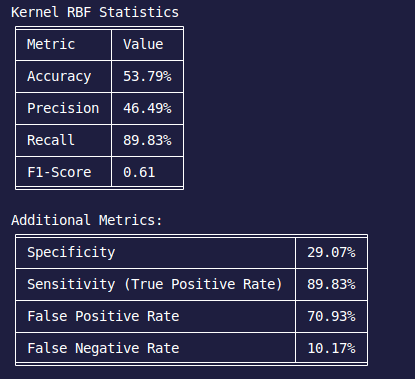 Kernel RBF Statistics
Metric Value
Accuracy 53.79%
Precision 46.49%
Recall 89.83%
F1-Score 0.61
Additional Metrics:
Specificity 29.07%
Sensitivity (True Positive Rate) 89.83%
False Positive Rate 70.93%
False Negative Rate 10.17%